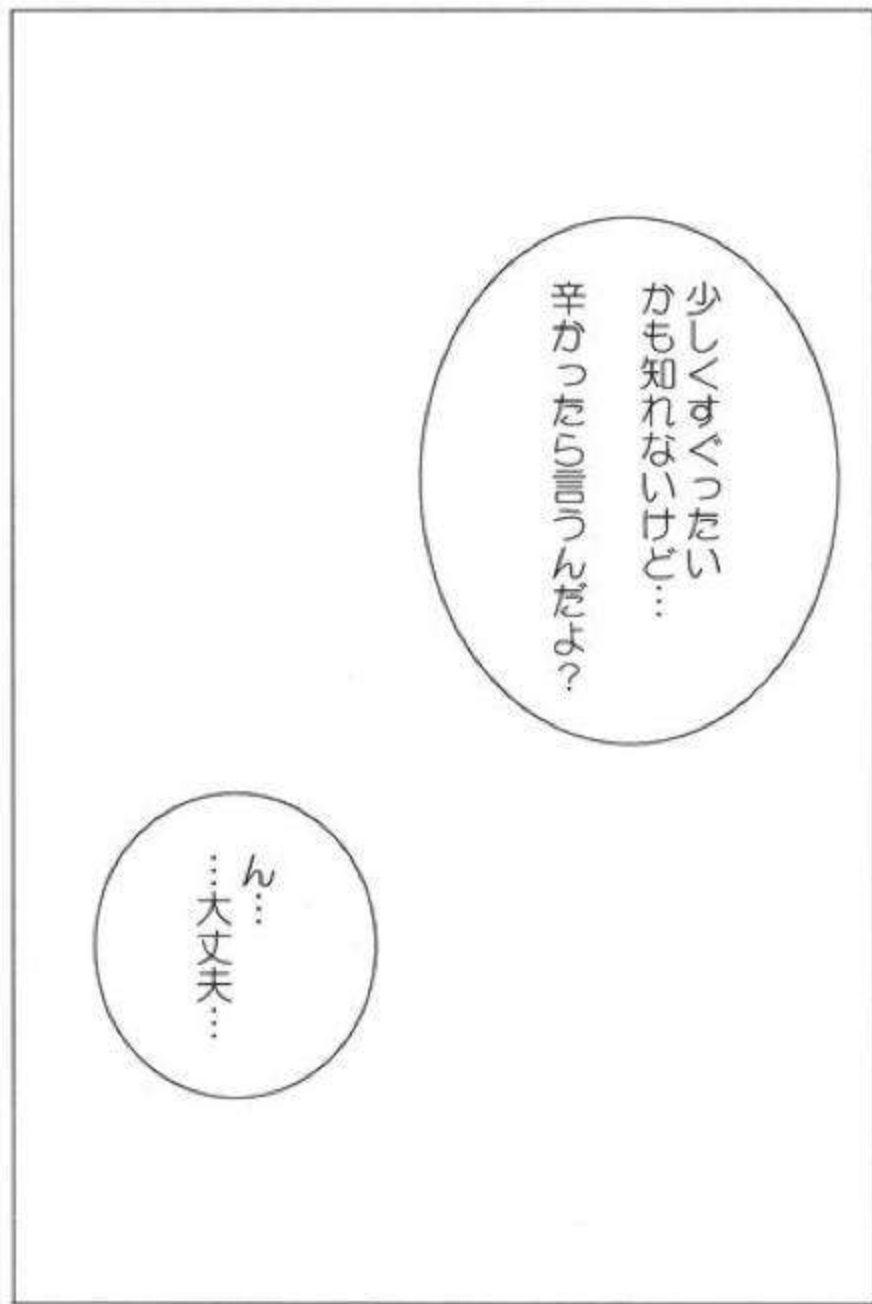 少しくすぐったい
かも知れないけど…
辛かったら言うんだよ？
ん…
…大丈夫…